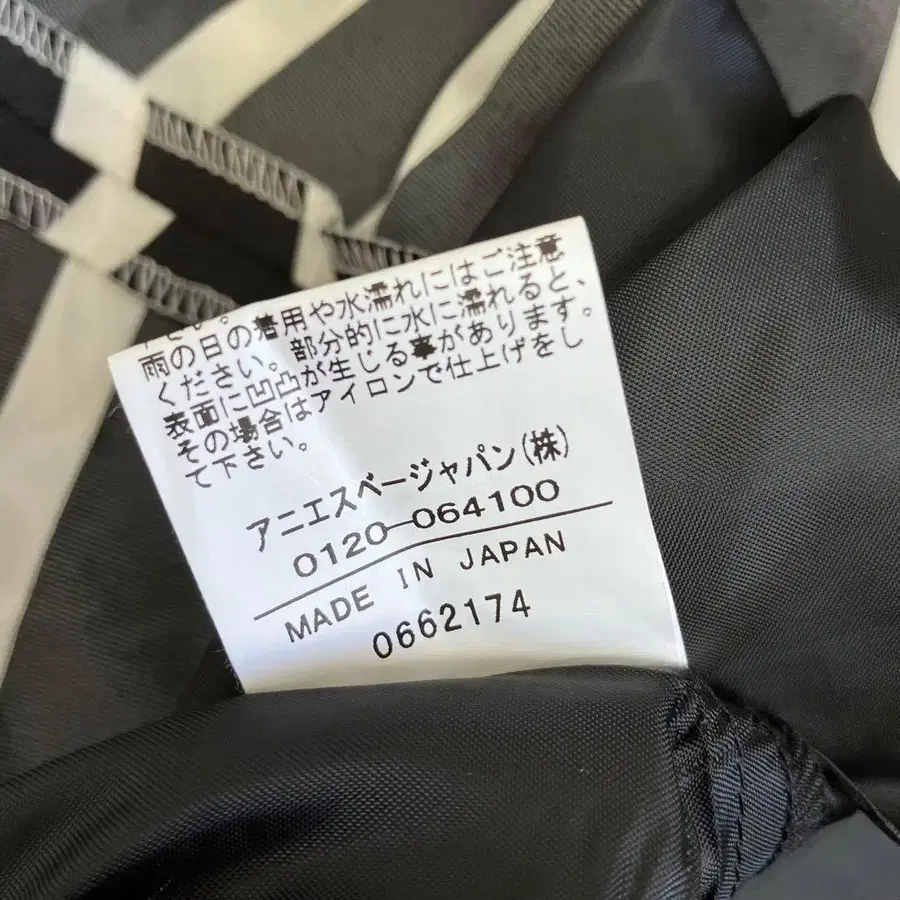 さい。
雨の日の着用や水濡れにはご注意
ください。部分的に水に濡れると、
表面に凹凸が生じる事があります。
その場合はアイロンで仕上げをし
て下さい。
アニエスベージャパン(株)
0120-064100
MADE IN JAPAN
0662174